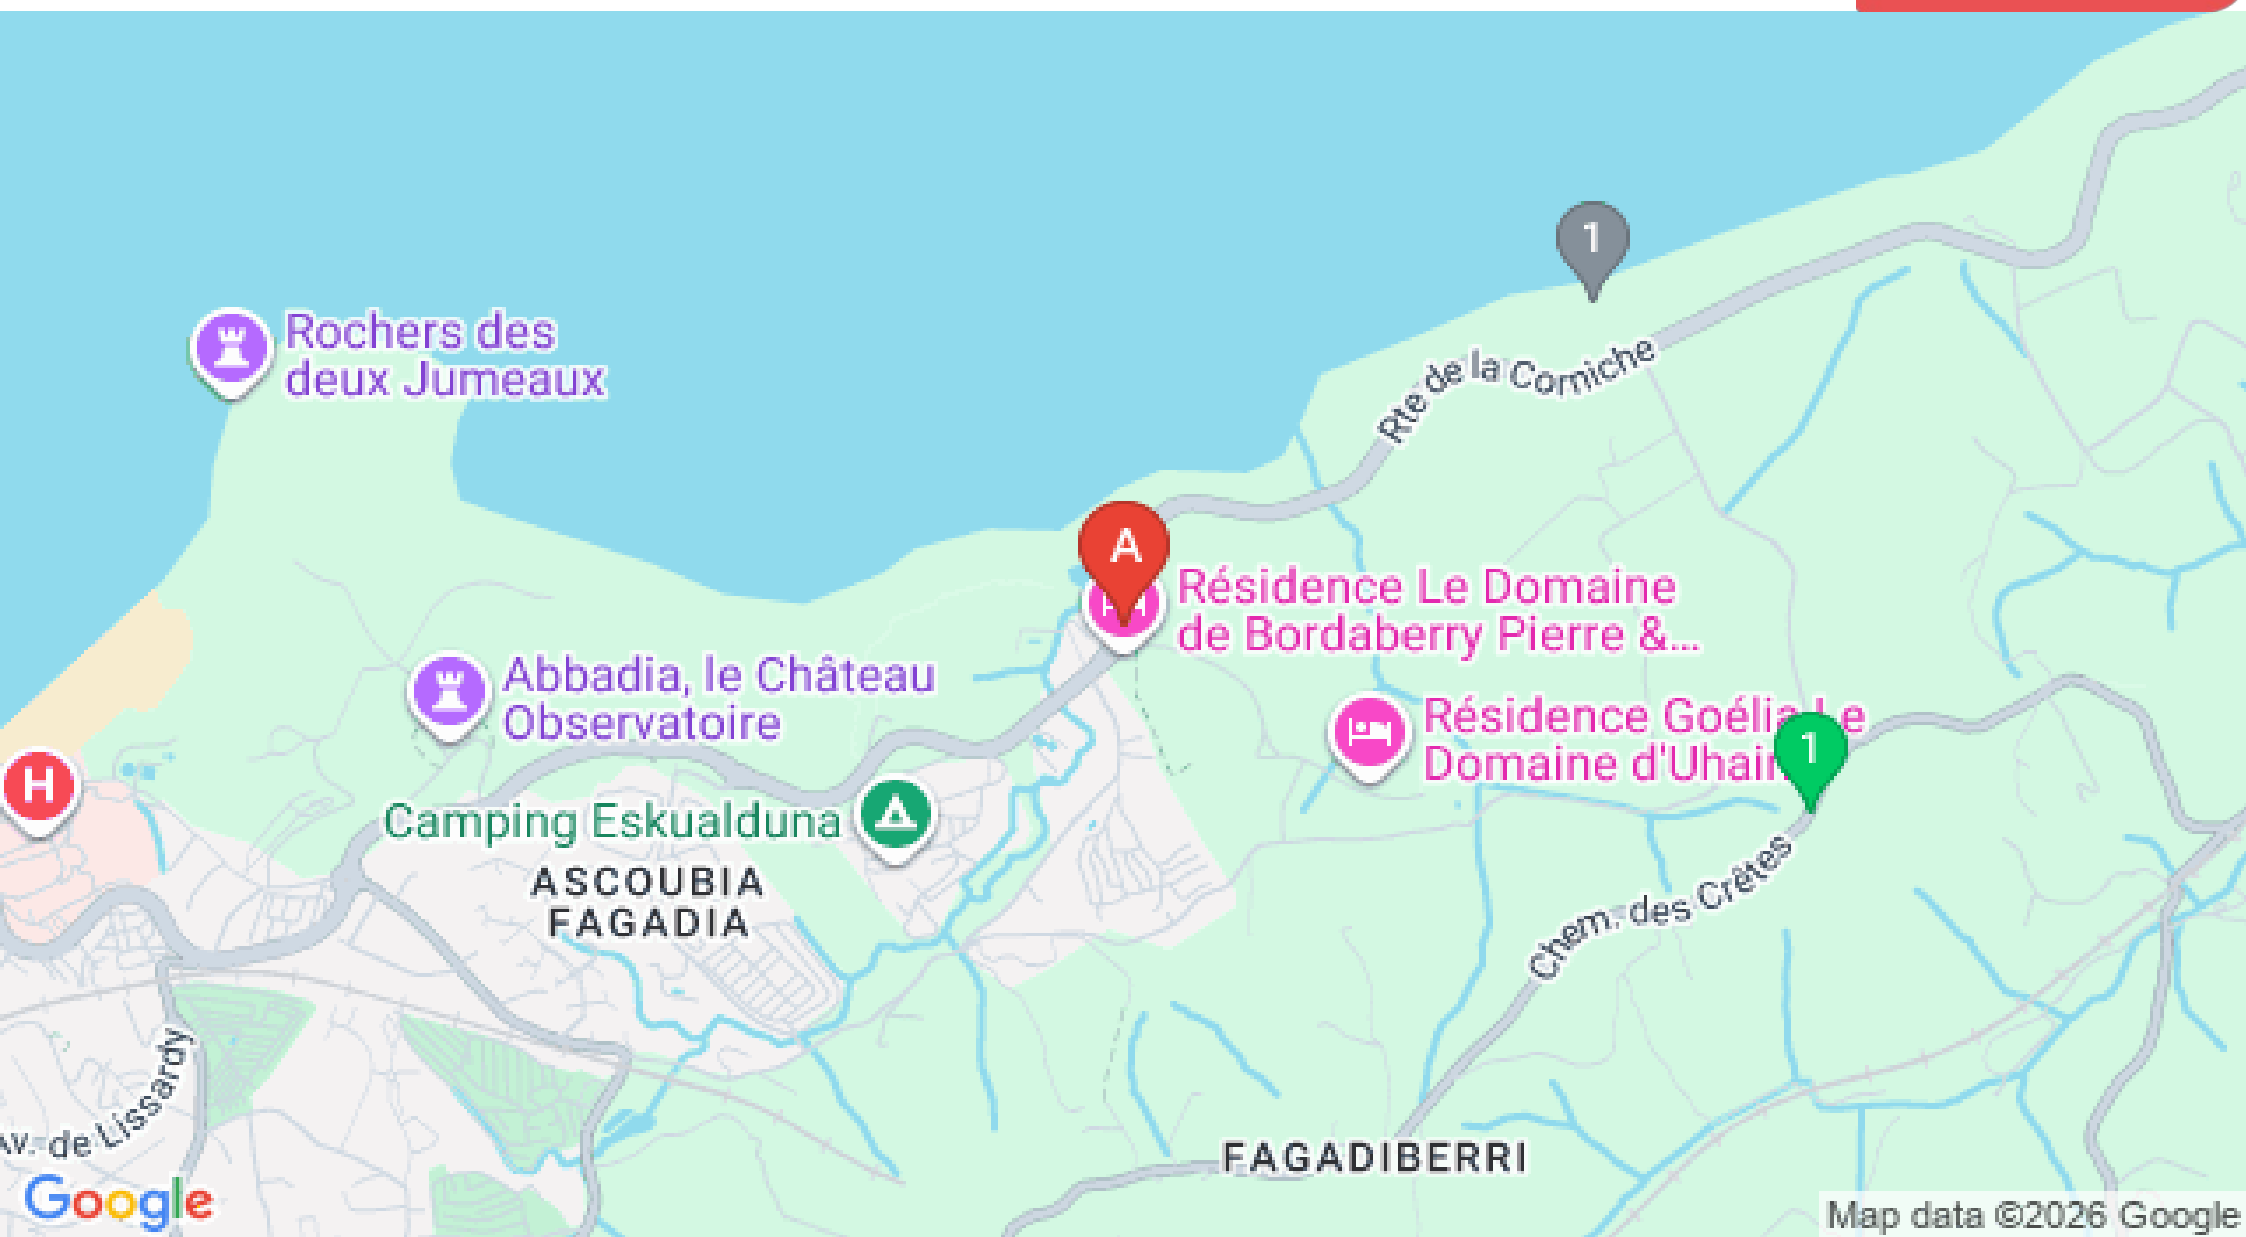 1
Rochers des
deux Jumeaux
Rte de la Corniche
A
Résidence Le Domaine
de Bordaberry Pierre &...
Abbadia, le Château
Observatoire
Résidence Goélia Le
Domaine d'Uhain
1
H
Camping Eskualduna
ASCOUBIA
FAGADIA
Chem. des Crêtes
Av. de Lissardy
FAGADIBERRI
Google
Map data ©2026 Google